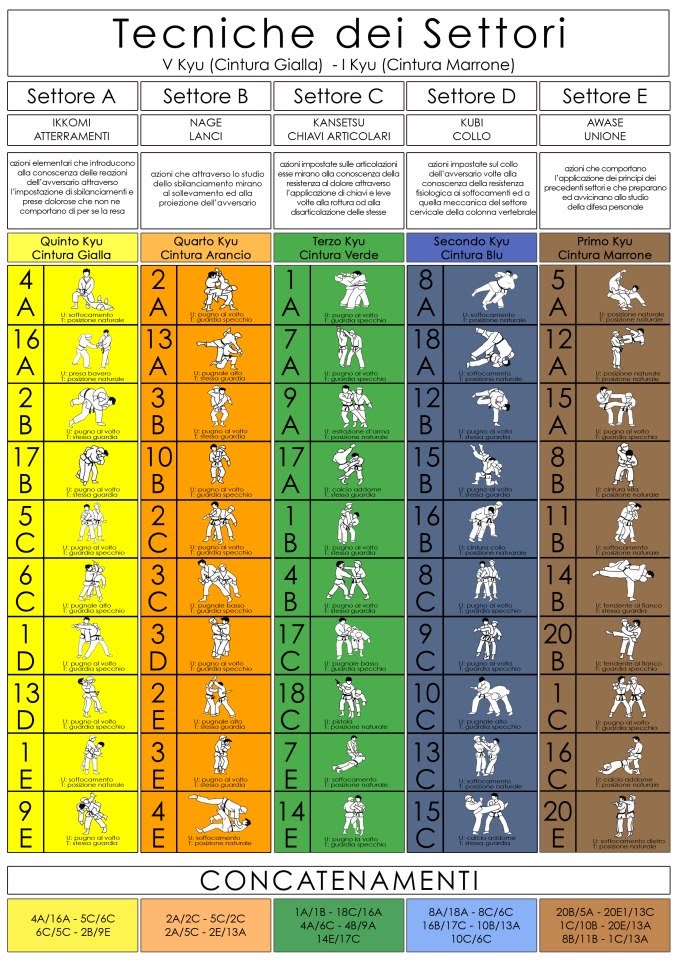 Tecniche dei Settori
V Kyu (Cintura Gialla) - I Kyu (Cintura Marrone)
Settore A
Settore B
Settore C
Settore D
Settore E
IKKOMI
ATTERRAMENTI
NAGE
LANCI
KANSETSU
CHIAVI ARTICOLARI
KUBI
COLLO
AWASE
UNIONE
azioni elementari che introducono
alla conoscenza delle reazioni
dell'avversario attraverso
l'impostazione di sbilanciamenti e
prese dolorose che non ne
comportano di per se la resa
azioni che attraverso lo studio
dello sbilanciamento mirano
al sollevamento ed alla
proiezione dell'avversario
azioni impostate sulle articolazioni
esse mirano alla conoscenza della
resistenza al dolore attraverso
l'applicazione di chiavi e leve
volte alla rottura od alla
disarticolazione delle stesse
azioni impostate sul collo
dell'avversario volte alla
conoscenza della resistenza
fisiologica ai soffocamenti ed a
quella meccanica del settore
cervicale della colonna vertebrale
azioni che comportano
l'applicazione dei principi dei
precedenti settori e che preparano
ed avvicinano allo studio
della difesa personale
Quinto Kyu
Cintura Gialla
Quarto Kyu
Cintura Arancio
Terzo Kyu
Cintura Verde
Secondo Kyu
Cintura Blu
Primo Kyu
Cintura Marrone
4
A
U: soffocamento
T: posizione naturale
2
A
U: pugno al volto
T: guardia specchio
1
A
U: pugno al volto
T: guardia specchio
8
A
U: soffocamento
T: posizione naturale
5
A
U: posizione naturale
T: posizione naturale
16
A
U: presa bavero
T: posizione naturale
13
A
U: pugnale alto
T: stessa guardia
7
A
U: pugno al volto
T: guardia specchio
18
A
U: soffocamento
T: posizione naturale
12
A
U: posizione naturale
T: posizione naturale
2
B
U: pugno al volto
T: stessa guardia
3
B
U: pugno al volto
T: stessa guardia
9
A
U: estrazione d'arma
T: posizione naturale
12
B
U: pugno al volto
T: stessa guardia
15
A
U: pugno al volto
T: guardia specchio
17
B
U: pugno al volto
T: stessa guardia
10
B
U: pugno al volto
T: guardia specchio
17
A
U: calcio addome
T: stessa guardia
15
B
U: pugno al volto
T: stessa guardia
8
B
U: cintura vita
T: posizione naturale
5
C
U: pugno al volto
T: guardia specchio
2
C
U: pugno al volto
T: guardia specchio
1
B
U: pugno al volto
T: stessa guardia
16
B
U: cintura collo
T: posizione naturale
11
B
U: soffocamento
T: posizione naturale
6
C
U: pugnale alto
T: guardia specchio
3
C
U: pugnale basso
T: guardia specchio
4
B
U: pugno al volto
T: guardia specchio
8
C
U: pugno al volto
T: guardia specchio
14
B
U: fendente al fianco
T: stessa guardia
1
D
U: pugno al volto
T: guardia specchio
3
D
U: pugno al volto
T: guardia specchio
17
C
U: pugnale basso
T: guardia specchio
9
C
U: pugno al volto
T: guardia specchio
20
B
U: fendente al fianco
T: guardia specchio
13
D
U: pugno al volto
T: guardia specchio
2
E
U: pugnale alto
T: guardia specchio
18
C
U: pistola
T: posizione naturale
10
C
U: pugnale alto
T: stessa guardia
1
C
U: pugno al volto
T: guardia specchio
1
E
U: soffocamento
T: posizione naturale
3
E
U: pugno al volto
T: stessa guardia
7
E
U: soffocamento
T: posizione naturale
13
C
U: soffocamento
T: posizione naturale
16
C
U: calcio addome
T: posizione naturale
9
E
U: pugno al volto
T: stessa guardia
4
E
U: soffocamento
T: posizione naturale
14
E
U: pugno al volto
T: guardia specchio
15
C
U: calcio addome
T: stessa guardia
20
E
U: soffocamento dietro
T: posizione naturale
CONCATENAMENTI
4A/16A - 5C/6C
6C/5C - 2B/9E
2A/2C - 5C/2C
2A/5C - 2E/13A
1A/1B - 18C/16A
4A/6C - 4B/9A
14E/17C
8A/18A - 8C/6C
16B/17C - 10B/13A
10C/6C
20B/5A - 20E1/13C
1C/10B - 20E/13A
8B/11B - 1C/13A